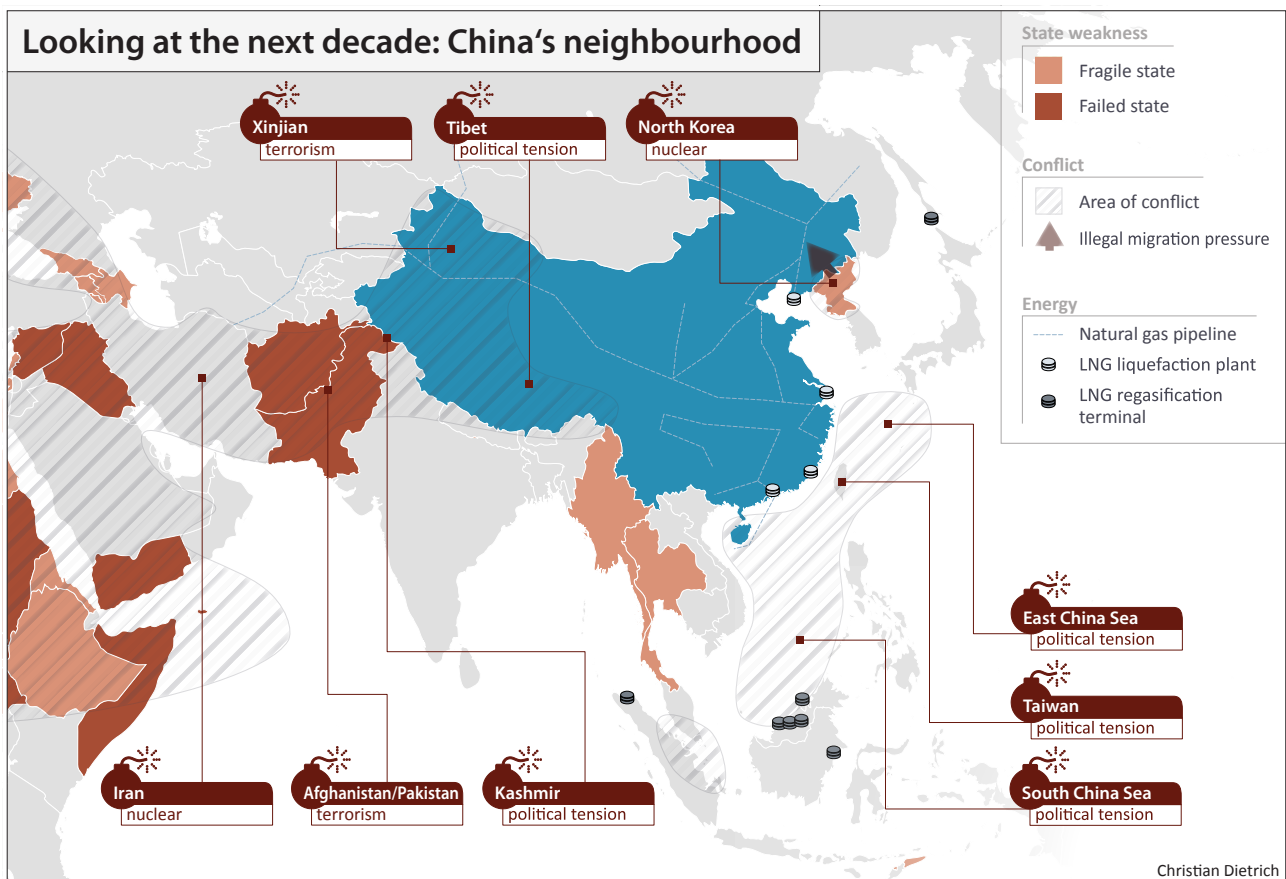 Looking at the next decade: China‘s neighbourhood
State weakness
Fragile state
Failed state
Conflict
Area of conflict
Illegal migration pressure
Energy
Natural gas pipeline
LNG liquefaction plant
LNG regasification
terminal
Xinjian
terrorism
Tibet
political tension
North Korea
nuclear
East China Sea
political tension
Taiwan
political tension
South China Sea
political tension
Iran
nuclear
Afghanistan/Pakistan
terrorism
Kashmir
political tension
Christian Dietrich